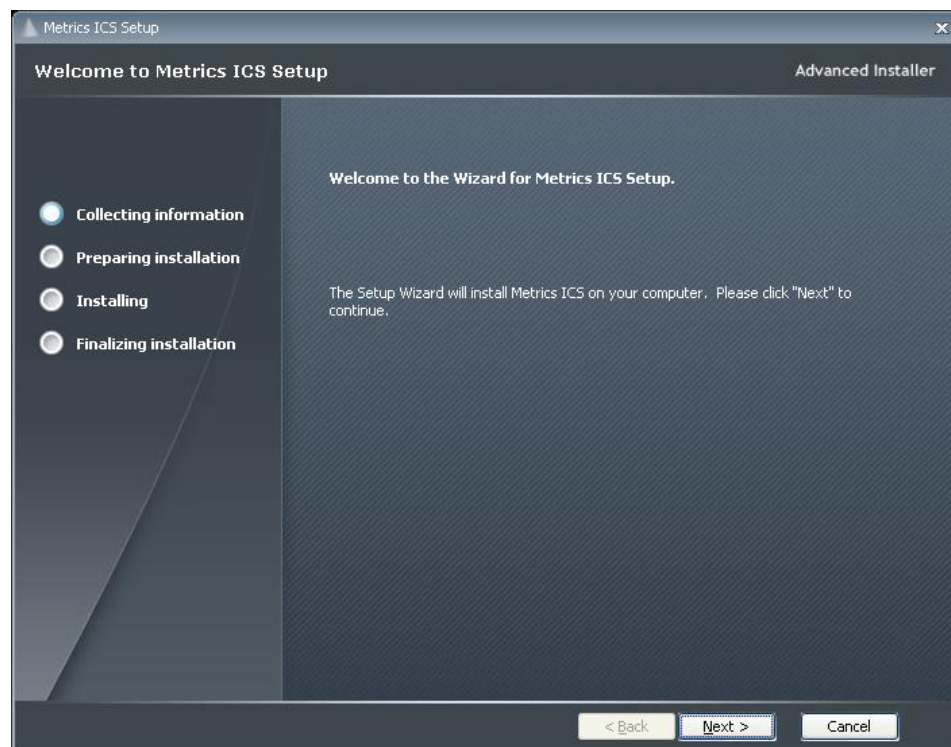 Metrics ICS Setup
Welcome to Metrics ICS Setup
Advanced Installer
Collecting information
Preparing installation
Installing
Finalizing installation
Welcome to the Wizard for Metrics ICS Setup.
The Setup Wizard will install Metrics ICS on your computer.  Please click "Next" to
continue.
< Back
Next >
Cancel